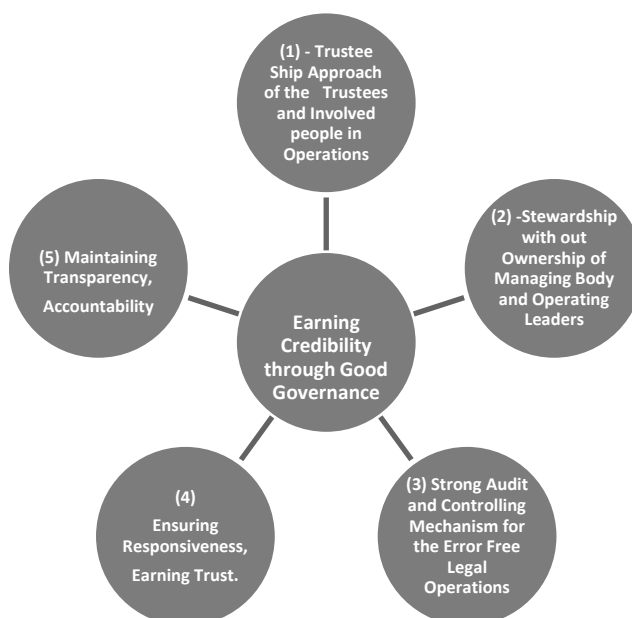 (1) - Trustee
Ship Approach
of the Trustees
and Involved
people in
Operations
(2) -Stewardship
with out
Ownership of
Managing Body
and Operating
Leaders
(5) Maintaining
Transparency,
Accountability
Earning
Credibility
through Good
Governance
(4)
Ensuring
Responsiveness,
Earning Trust.
(3) Strong Audit
and Controlling
Mechanism for
the Error Free
Legal
Operations